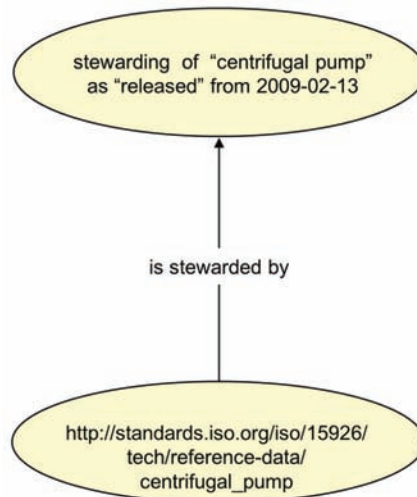 stewarding of “centrifugal pump”
as “released” from 2009-02-13
is stewarded by
http://standards.iso.org/iso/15926/
tech/reference-data/
centrifugal_pump